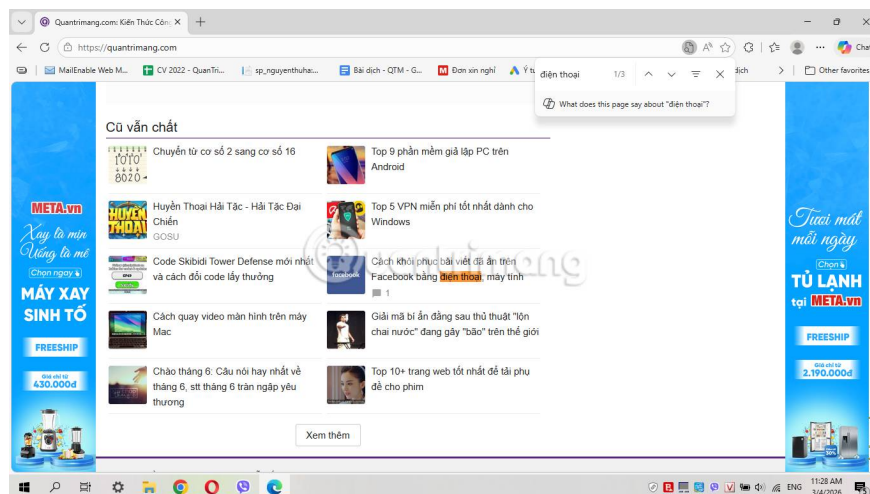 Quantrimang.com: Kiến Thức Côn
https://quantrimang.com
MailEnable Web M...
CV 2022 - QuanTri...
sp_nguyenthuha:...
Bài dịch - QTM - G...
Đơn xin nghỉ
Other favorites
điện thoại
1/3
What does this page say about "điện thoại"?
Cũ vẫn chất
Chuyển từ cơ số 2 sang cơ số 16
Top 9 phần mềm giả lập PC trên
Android
Huyền Thoại Hải Tặc - Hải Tặc Đại
Chiến
GOSU
Top 5 VPN miễn phí tốt nhất dành cho
Windows
Code Skibidi Tower Defense mới nhất
và cách đổi code lấy thưởng
Cách khôi phục bài viết đã ẩn trên
Facebook bằng điện thoại, máy tính
1
Cách quay video màn hình trên máy
Mac
Giải mã bí ẩn đằng sau thủ thuật "lộn
chai nước" đang gây "bão" trên thế giới
Chào tháng 6: Câu nói hay nhất về
tháng 6, stt tháng 6 tràn ngập yêu
thương
Top 10+ trang web tốt nhất để tải phụ
đề cho phim
Xem thêm
META.vn
Xay là mịn
Uống là mê
Chọn ngay
MÁY XAY
SINH TỐ
FREESHIP
Giá chỉ từ
430.000đ
Tươi mát
mỗi ngày
Chọn
TỦ LẠNH
tại META.vn
FREESHIP
Giá chỉ từ
2.190.000đ
ENG
11:28 AM
3/4/2026